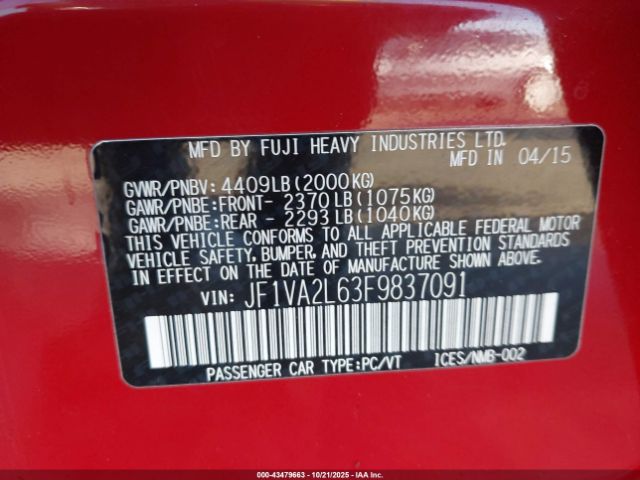 MFD BY FUJI HEAVY INDUSTRIES LTD.
MFD IN 04/15
GVWR/PNBV: 4409LB(2000KG)
GAWR/PNBE:FRONT- 2370LB(1075KG)
GAWR/PNBE:REAR - 2293LB(1040KG)
THIS VEHICLE CONFORMS TO ALL APPLICABLE FEDERAL MOTOR
VEHICLE SAFETY, BUMPER, AND THEFT PREVENTION STANDARDS
IN EFFECT ON THE DATE OF MANUFACTURE SHOWN ABOVE.
VIN: JF1VA2L63F9837091
PASSENGER CAR TYPE:PC/VT ICES/NMB-002
000-43479663 - 10/21/2025 - IAAI.COM